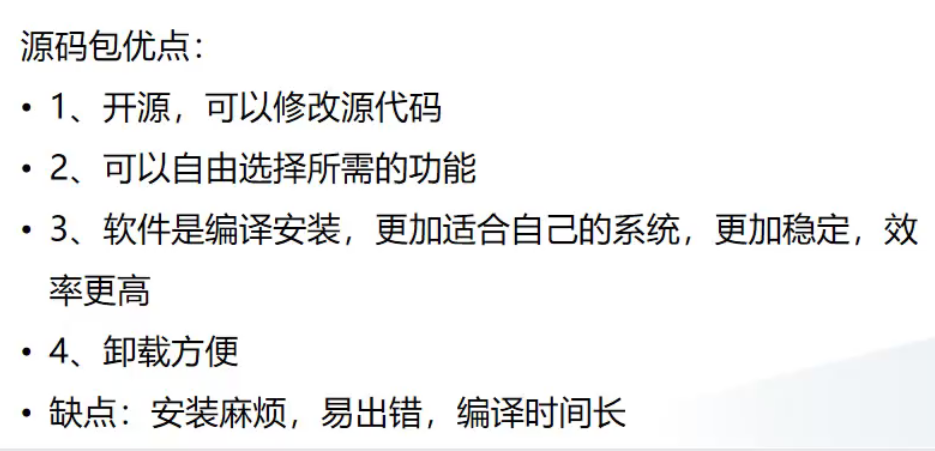 源码包优点：
• 1、开源，可以修改源代码
• 2、可以自由选择所需的功能
• 3、软件是编译安装，更加适合自己的系统，更加稳定，效
率更高
• 4、卸载方便
• 缺点：安装麻烦，易出错，编译时间长